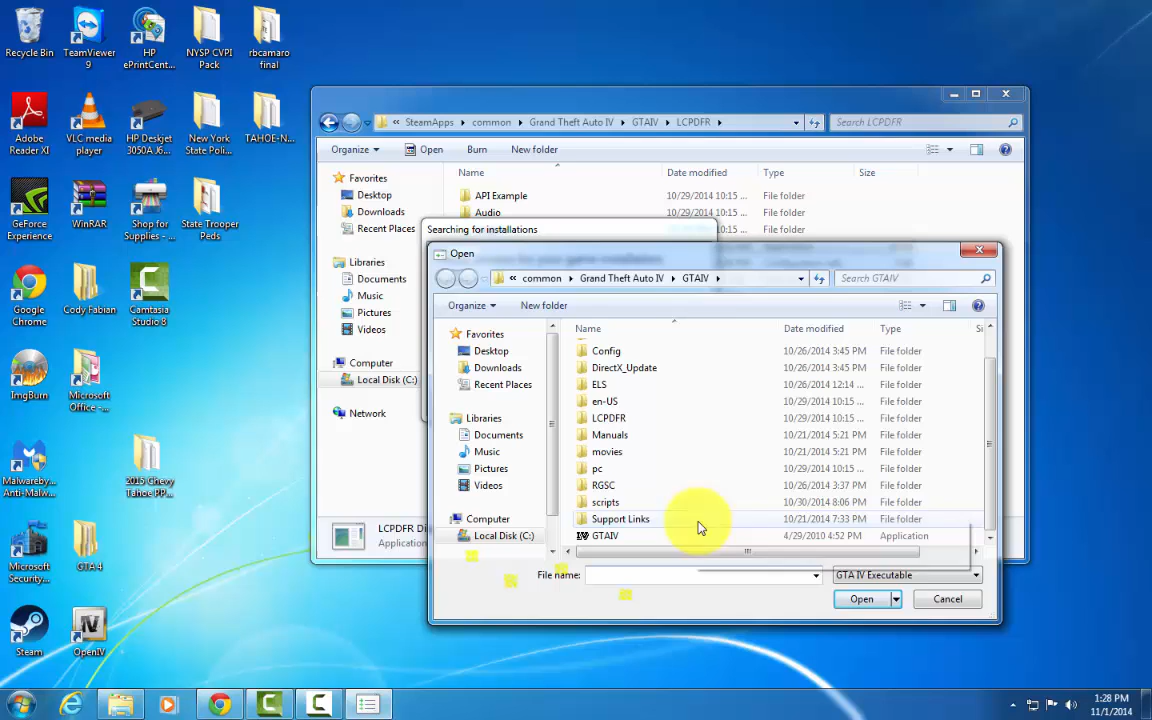 Recycle Bin
TeamViewer 9
HP ePrintCent...
NYSP CVPI Pack
rbcamaro final
Adobe Reader XI
VLC media player
HP Deskjet 3050A J6...
New York State Poli...
TAHOE-N...
GeForce Experience
WinRAR
Shop for Supplies - ...
State Trooper Peds
Google Chrome
Cody Fabian
Camtasia Studio 8
ImgBurn
Microsoft Office - ...
Malwareby... Anti-Malw...
2015 Chevy Tahoe PP...
Microsoft Security...
GTA 4
Steam
OpenIV
« SteamApps common Grand Theft Auto IV GTAIV LCPDFR
Search LCPDFR
Organize Open Burn New folder
Name Date modified Type Size
Favorites
Desktop
Downloads
Recent Places
Libraries
Documents
Music
Pictures
Videos
Computer
Local Disk (C:)
Network
API Example 10/29/2014 10:15 ... File folder
Audio 10/29/2014 10:15 ... File folder
10/29/2014 10:15 ... File folder
LCPDFR Di
Application
Searching for installations
Open
« common Grand Theft Auto IV GTAIV
Search GTAIV
Organize New folder
Name Date modified Type Si
Favorites
Desktop
Downloads
Recent Places
Libraries
Documents
Music
Pictures
Videos
Computer
Local Disk (C:)
Config 10/26/2014 3:45 PM File folder
DirectX_Update 10/26/2014 3:45 PM File folder
ELS 10/26/2014 12:14 ... File folder
en-US 10/29/2014 10:15 ... File folder
LCPDFR 10/29/2014 10:15 ... File folder
Manuals 10/21/2014 5:21 PM File folder
movies 10/21/2014 5:21 PM File folder
pc 10/29/2014 10:15 ... File folder
RGSC 10/26/2014 3:37 PM File folder
scripts 10/30/2014 8:06 PM File folder
Support Links 10/21/2014 7:33 PM File folder
GTAIV 4/29/2010 4:52 PM Application
File name:
GTA IV Executable
Open Cancel
1:28 PM
11/1/2014